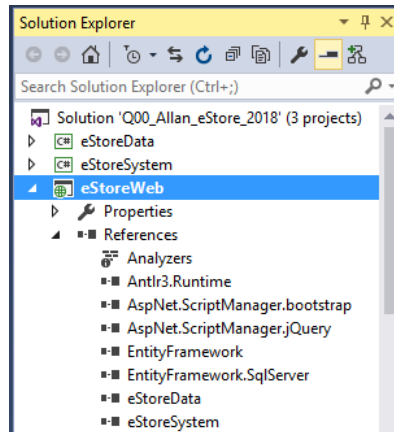 Solution Explorer
Search Solution Explorer (Ctrl+;)
Solution 'Q00_Allan_eStore_2018' (3 projects)
C# eStoreData
C# eStoreSystem
eStoreWeb
Properties
References
Analyzers
Antlr3.Runtime
AspNet.ScriptManager.bootstrap
AspNet.ScriptManager.jQuery
EntityFramework
EntityFramework.SqlServer
eStoreData
eStoreSystem